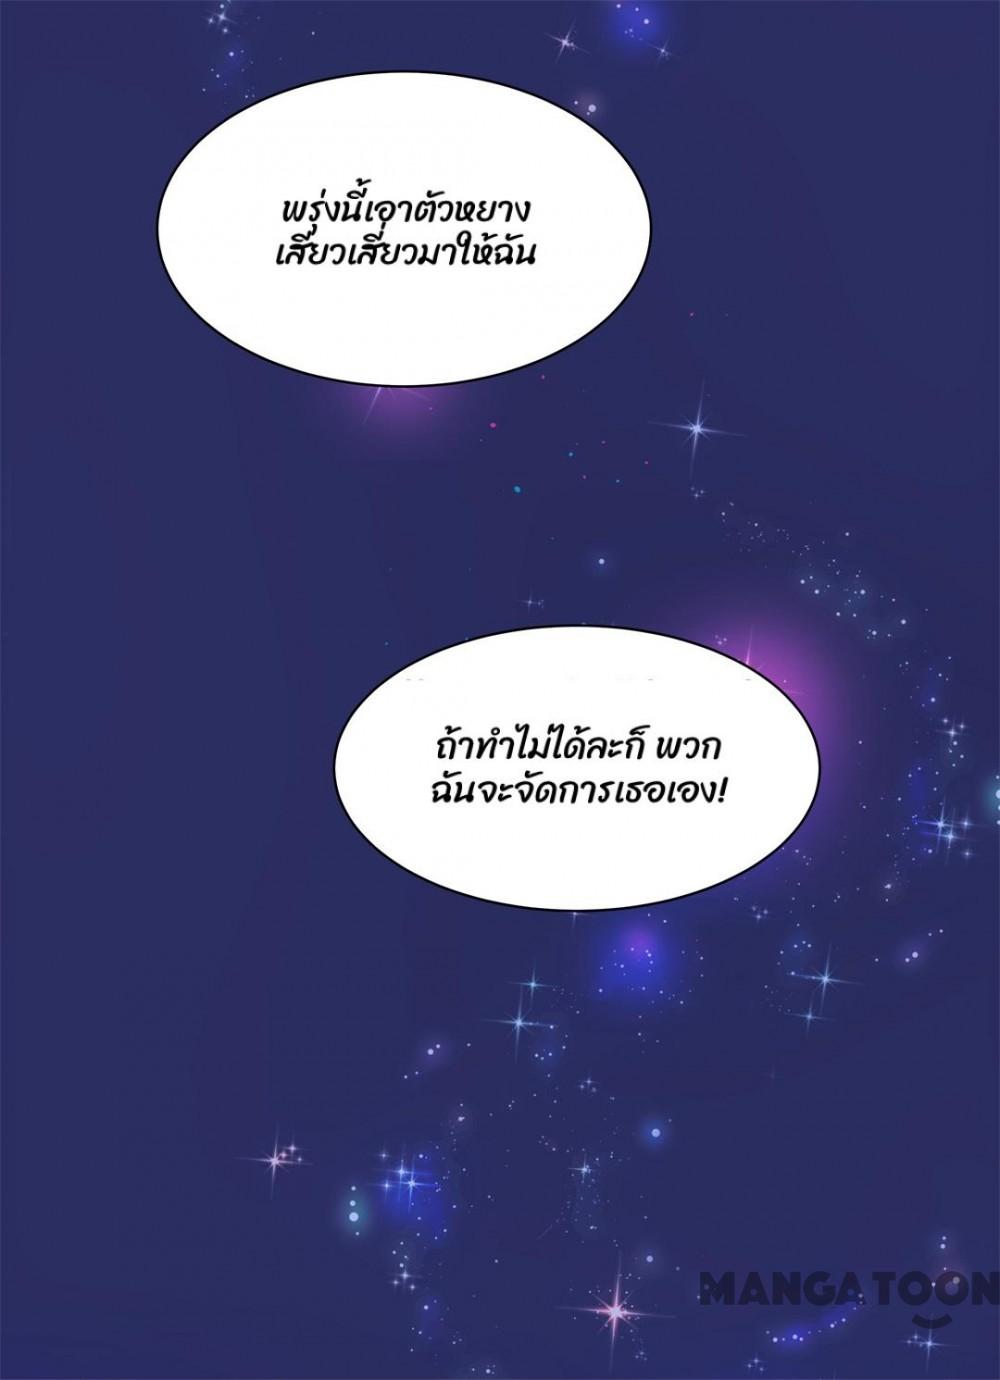 พรุ่งนี้เอาตัวหยาง
เสี่ยวเสี่ยวมาให้ฉัน
ถ้าทำไม่ได้ละก็ พวก
ฉันจะจัดการเธอเอง!
MANGATOON